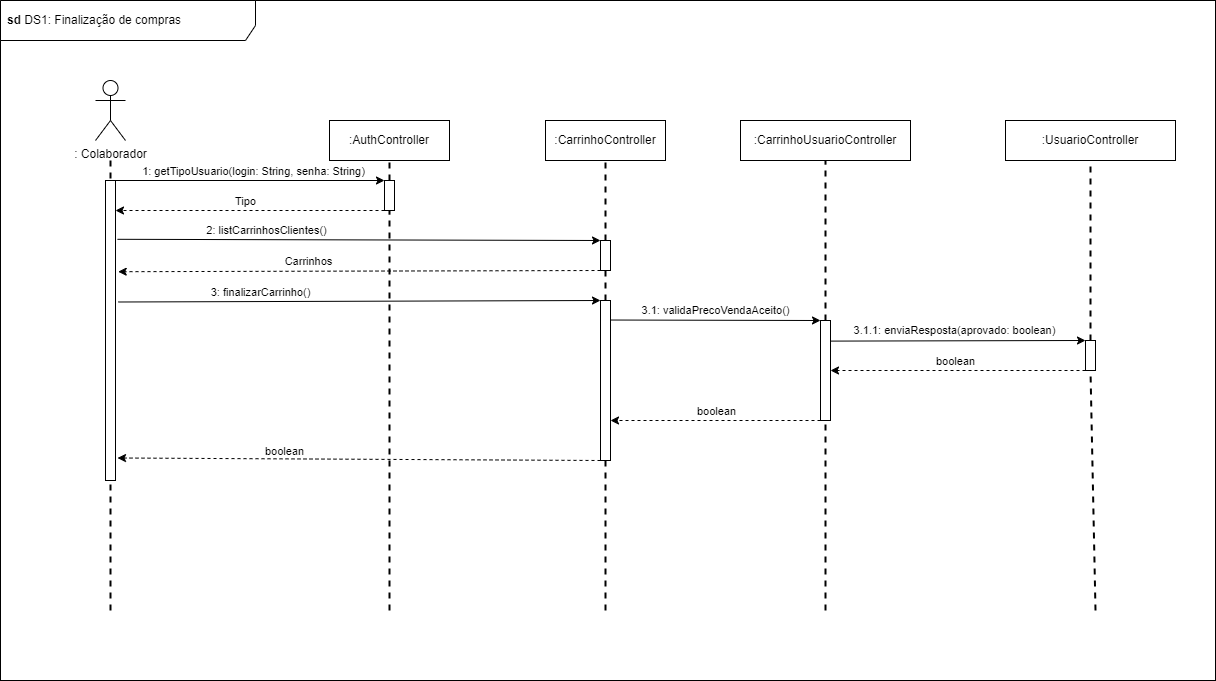 sd DS1: Finalização de compras
: Colaborador
:AuthController
:CarrinhoController
:CarrinhoUsuarioController
:UsuarioController
1: getTipoUsuario(login: String, senha: String)
Tipo
2: listCarrinhosClientes()
Carrinhos
3: finalizarCarrinho()
3.1: validaPrecoVendaAceito()
3.1.1: enviaResposta(aprovado: boolean)
boolean
boolean
boolean